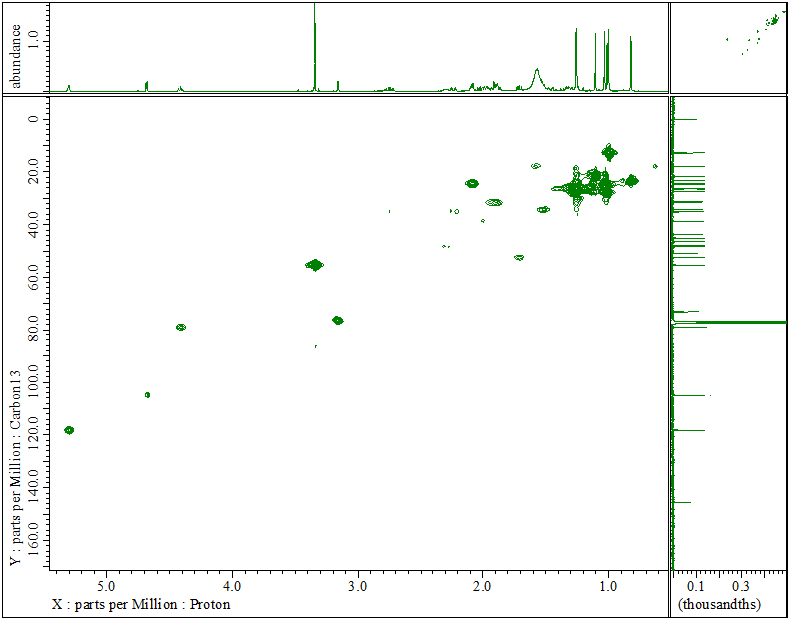 abundance
1.0
0
20.0
40.0
60.0
80.0
100.0
120.0
140.0
160.0
Y : parts per Million : Carbon13
5.0 4.0 3.0 2.0 1.0
X : parts per Million : Proton
0.1 0.3
(thousandths)